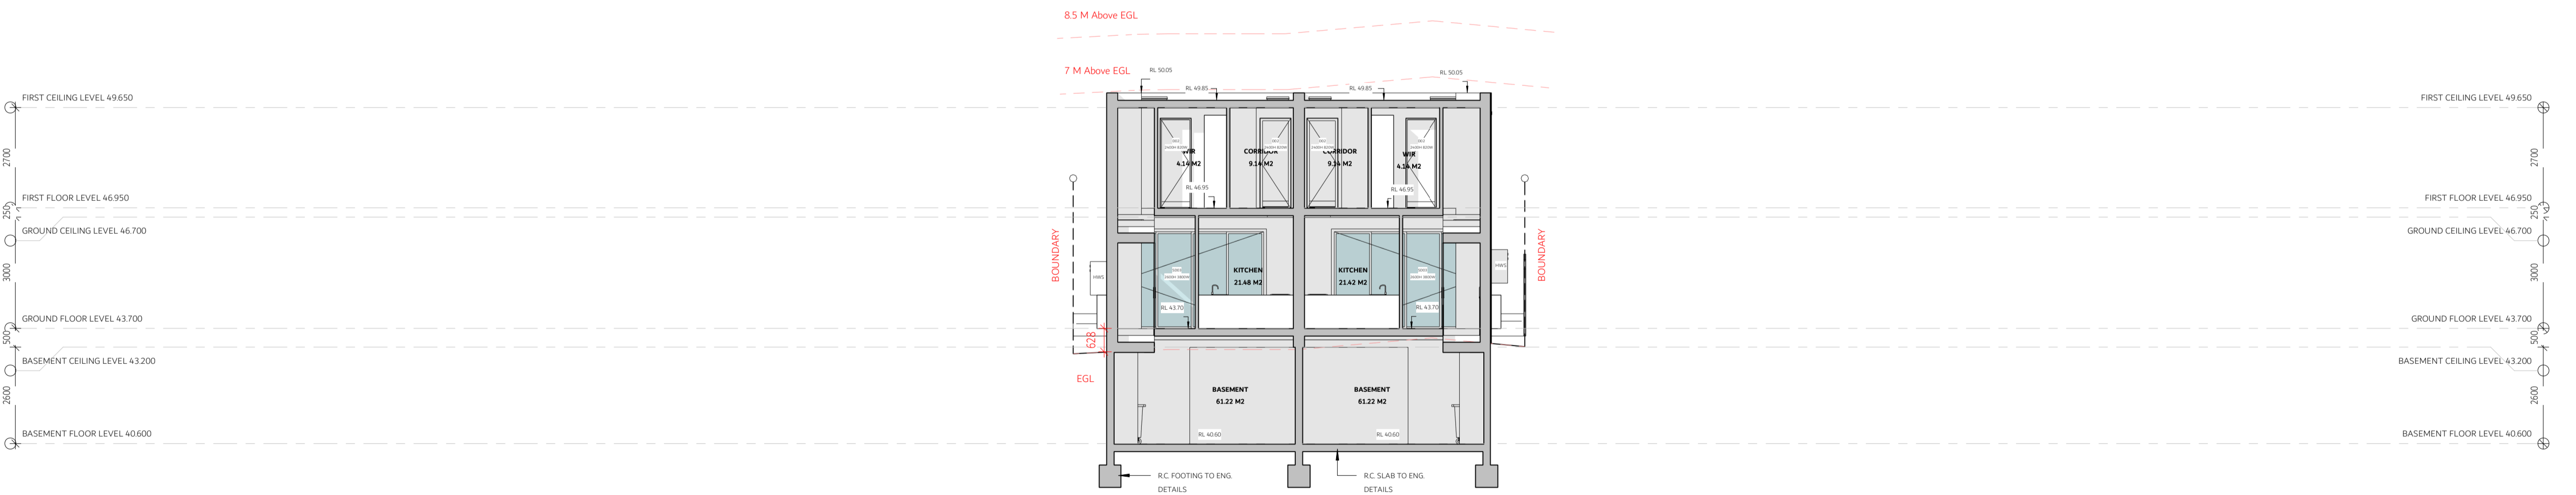 8.5 M Above EGL
7 M Above EGL
RL 50.05
RL 50.05
RL 49.85
RL 49.85
FIRST CEILING LEVEL 49.650
FIRST CEILING LEVEL 49.650
2700
2700
WIR
4.14 M2
CORRIDOR
9.14 M2
CORRIDOR
9.14 M2
WIR
4.14 M2
RL 46.95
RL 46.95
FIRST FLOOR LEVEL 46.950
FIRST FLOOR LEVEL 46.950
250
250
GROUND CEILING LEVEL 46.700
GROUND CEILING LEVEL 46.700
BOUNDARY
BOUNDARY
3000
3000
HWS
HWS
KITCHEN
21.48 M2
KITCHEN
21.42 M2
RL 43.70
RL 43.70
GROUND FLOOR LEVEL 43.700
GROUND FLOOR LEVEL 43.700
500
500
628
BASEMENT CEILING LEVEL 43.200
BASEMENT CEILING LEVEL 43.200
EGL
2600
2600
BASEMENT
61.22 M2
BASEMENT
61.22 M2
RL 40.60
RL 40.60
BASEMENT FLOOR LEVEL 40.600
BASEMENT FLOOR LEVEL 40.600
R.C. FOOTING TO ENG.
DETAILS
R.C. SLAB TO ENG.
DETAILS